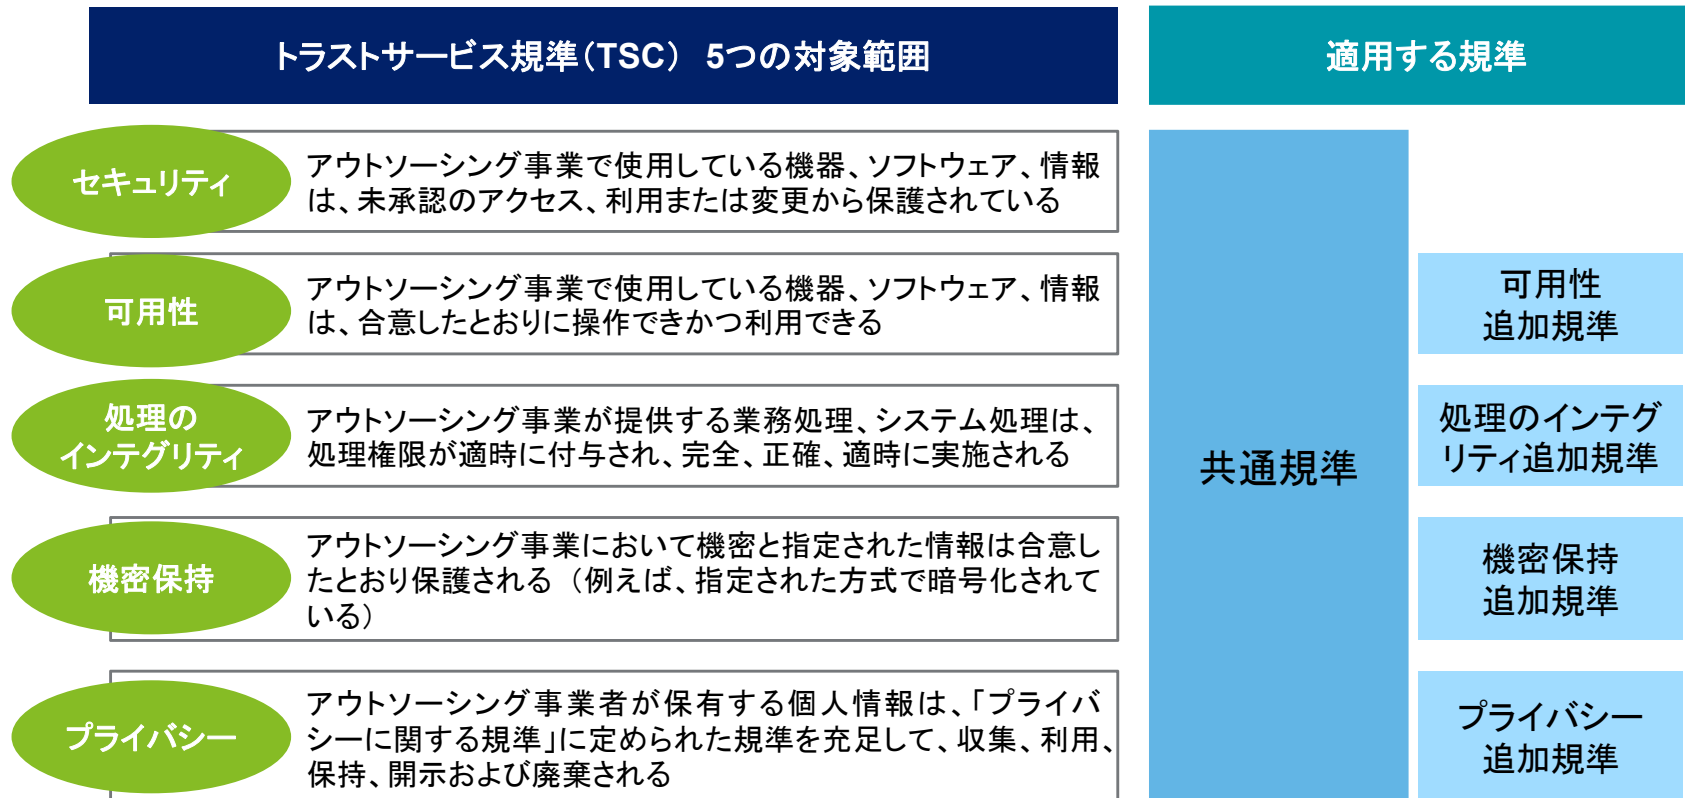 トラストサービス規準（TSC） 5つの対象範囲
適用する規準
セキュリティ
アウトソーシング事業で使用している機器、ソフトウェア、情報
は、未承認のアクセス、利用または変更から保護されている
可用性
アウトソーシング事業で使用している機器、ソフトウェア、情報
は、合意したとおりに操作できかつ利用できる
処理の
インテグリティ
アウトソーシング事業が提供する業務処理、システム処理は、
処理権限が適時に付与され、完全、正確、適時に実施される
機密保持
アウトソーシング事業において機密と指定された情報は合意し
たとおり保護される （例えば、指定された方式で暗号化されて
いる）
プライバシー
アウトソーシング事業者が保有する個人情報は、「プライバ
シーに関する規準」に定められた規準を充足して、収集、利用、
保持、開示および廃棄される
共通規準
可用性
追加規準
処理のインテグ
リティ追加規準
機密保持
追加規準
プライバシー
追加規準